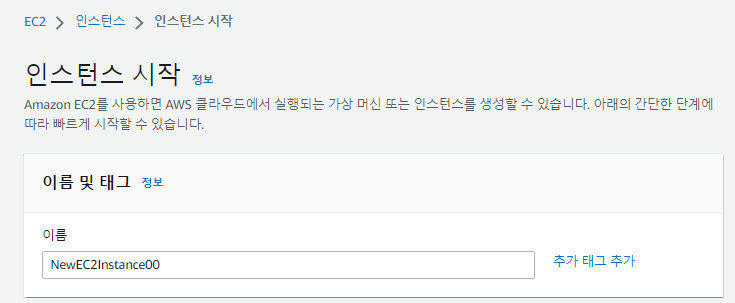 EC2 > 인스턴스 > 인스턴스 시작
인스턴스 시작 정보
Amazon EC2를 사용하면 AWS 클라우드에서 실행되는 가상 머신 또는 인스턴스를 생성할 수 있습니다. 아래의 간단한 단계에
따라 빠르게 시작할 수 있습니다.
이름 및 태그 정보
이름
NewEC2Instance00 추가 태그 추가